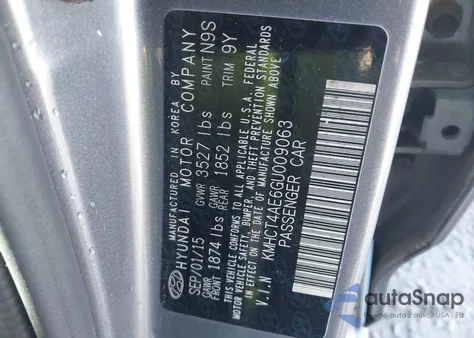 MANUFACTURED IN KOREA BY
HYUNDAI MOTOR COMPANY
SEP/01/15 GVWR 3527 lbs PAINT N9S
GAWR FRONT 1874 lbs GAWR REAR 1852 lbs TRIM 9Y
THIS VEHICLE CONFORMS TO ALL APPLICABLE U.S.A. FEDERAL
MOTOR VEHICLE SAFETY, BUMPER, AND THEFT PREVENTION STANDARDS
IN EFFECT ON THE DATE OF MANUFACTURE SHOWN ABOVE
V.I.N KMHCT4AE6GU009063
PASSENGER CAR
autoSnap